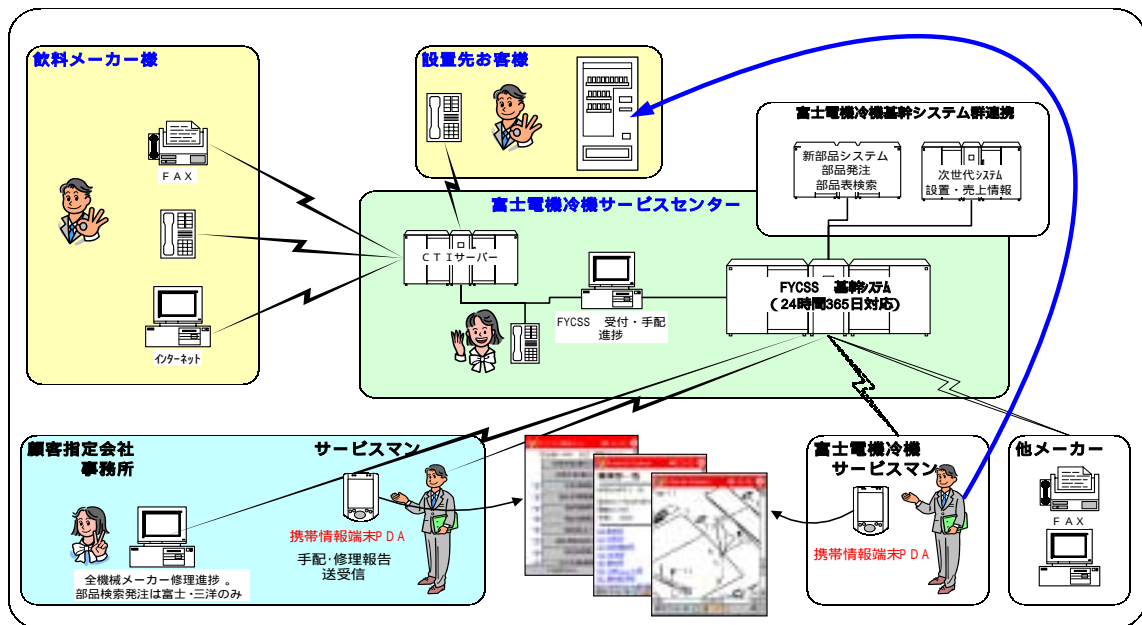 飲料メーカー様
FAX
インターネット
設置先お客様
富士電機冷機基幹システム群連携
新部品システム
部品発注
部品表検索
次世代システム
設置・売上情報
富士電機冷機サービスセンター
CTIサーバー
FYCSS 受付・手配
進捗
FYCSS 基幹システム
(24時間365日対応)
顧客指定会社
事務所
サービスマン
携帯情報端末PDA
手配・修理報告
送受信
全機械メーカー修理進捗。
部品検索発注は富士・三洋のみ
富士電機冷機
サービスマン
携帯情報端末PDA
他メーカー
FAX